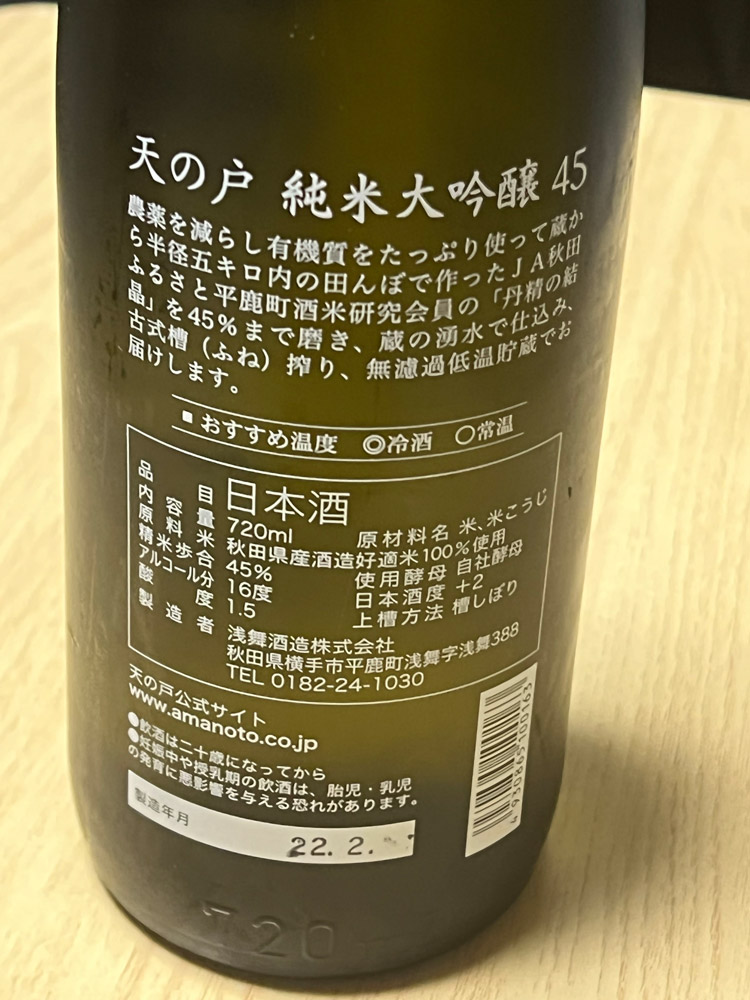 天の戸 純米大吟醸 45
農薬を減らし有機質をたっぷり使って蔵か
ら半径五キロ内の田んぼで作ったJA秋田
ふるさと平鹿町酒米研究会員の「丹精の結
晶」を45%まで磨き、蔵の湧水で仕込み、
古式槽（ふね）搾り、無濾過低温貯蔵でお
届けします。
■ おすすめ温度 ◎冷酒 〇常温
品目 日本酒
内容量 720ml 原材料名 米、米こうじ
原料米 秋田県産酒造好適米100%使用
精米歩合 45% 使用酵母 自社酵母
アルコール分 16度 日本酒度 +2
酸度 1.5 上槽方法 槽しぼり
製造者 浅舞酒造株式会社
秋田県横手市平鹿町浅舞字浅舞388
TEL 0182-24-1030
天の戸公式サイト
www.amanoto.co.jp
●飲酒は二十歳になってから
●妊娠中や授乳期の飲酒は、胎児・乳児
の発育に悪影響を与える恐れがあります。
製造年月 22.2.
4930865100163
720